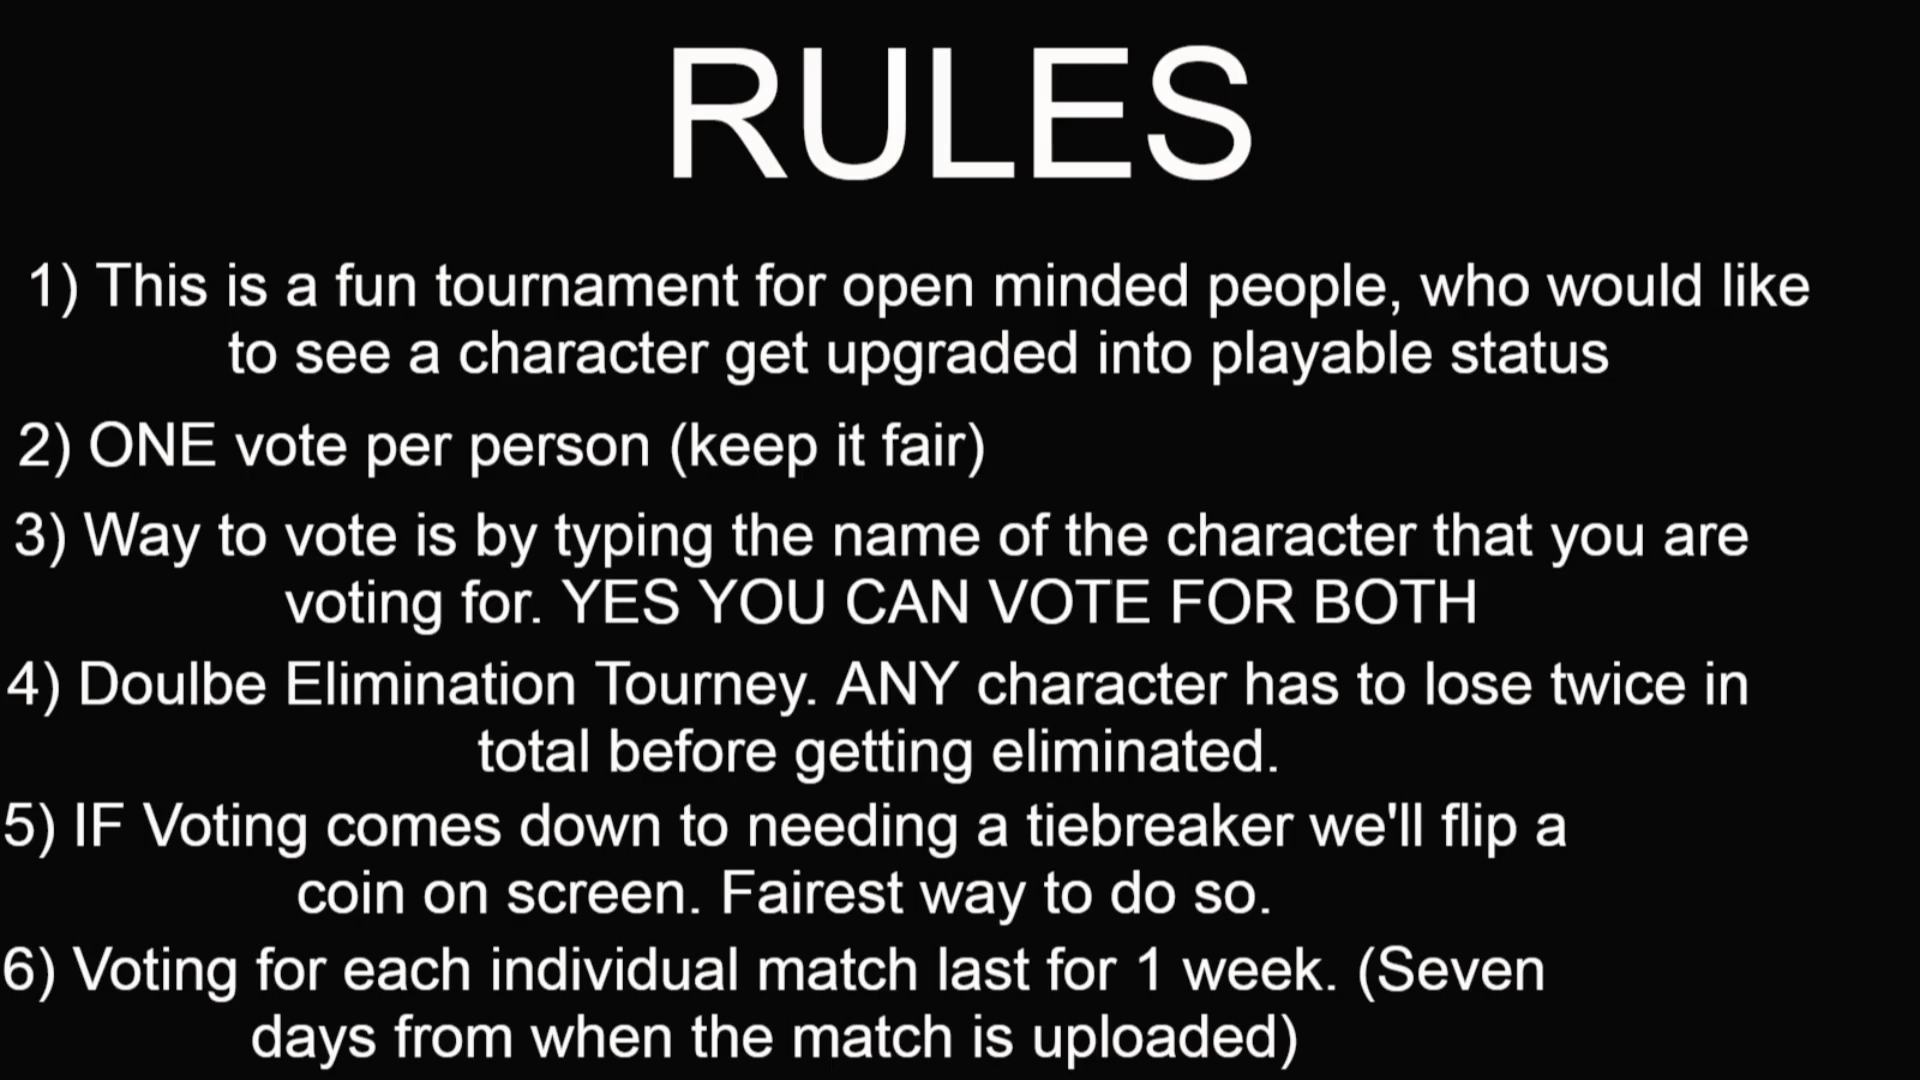 RULES
1) This is a fun tournament for open minded people, who would like
to see a character get upgraded into playable status
2) ONE vote per person (keep it fair)
3) Way to vote is by typing the name of the character that you are
voting for. YES YOU CAN VOTE FOR BOTH
4) Doulbe Elimination Tourney. ANY character has to lose twice in
total before getting eliminated.
5) IF Voting comes down to needing a tiebreaker we'll flip a
coin on screen. Fairest way to do so.
6) Voting for each individual match last for 1 week. (Seven
days from when the match is uploaded)